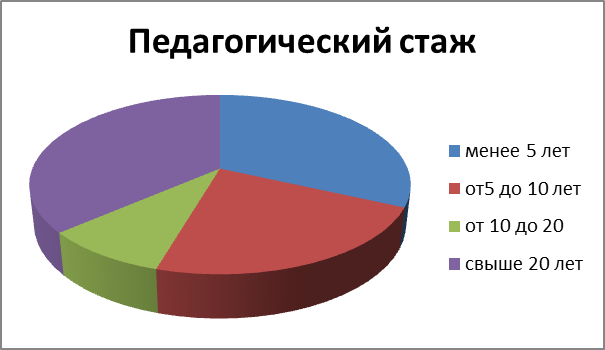 Педагогический стаж
менее 5 лет
от5 до 10 лет
от 10 до 20
свыше 20 лет